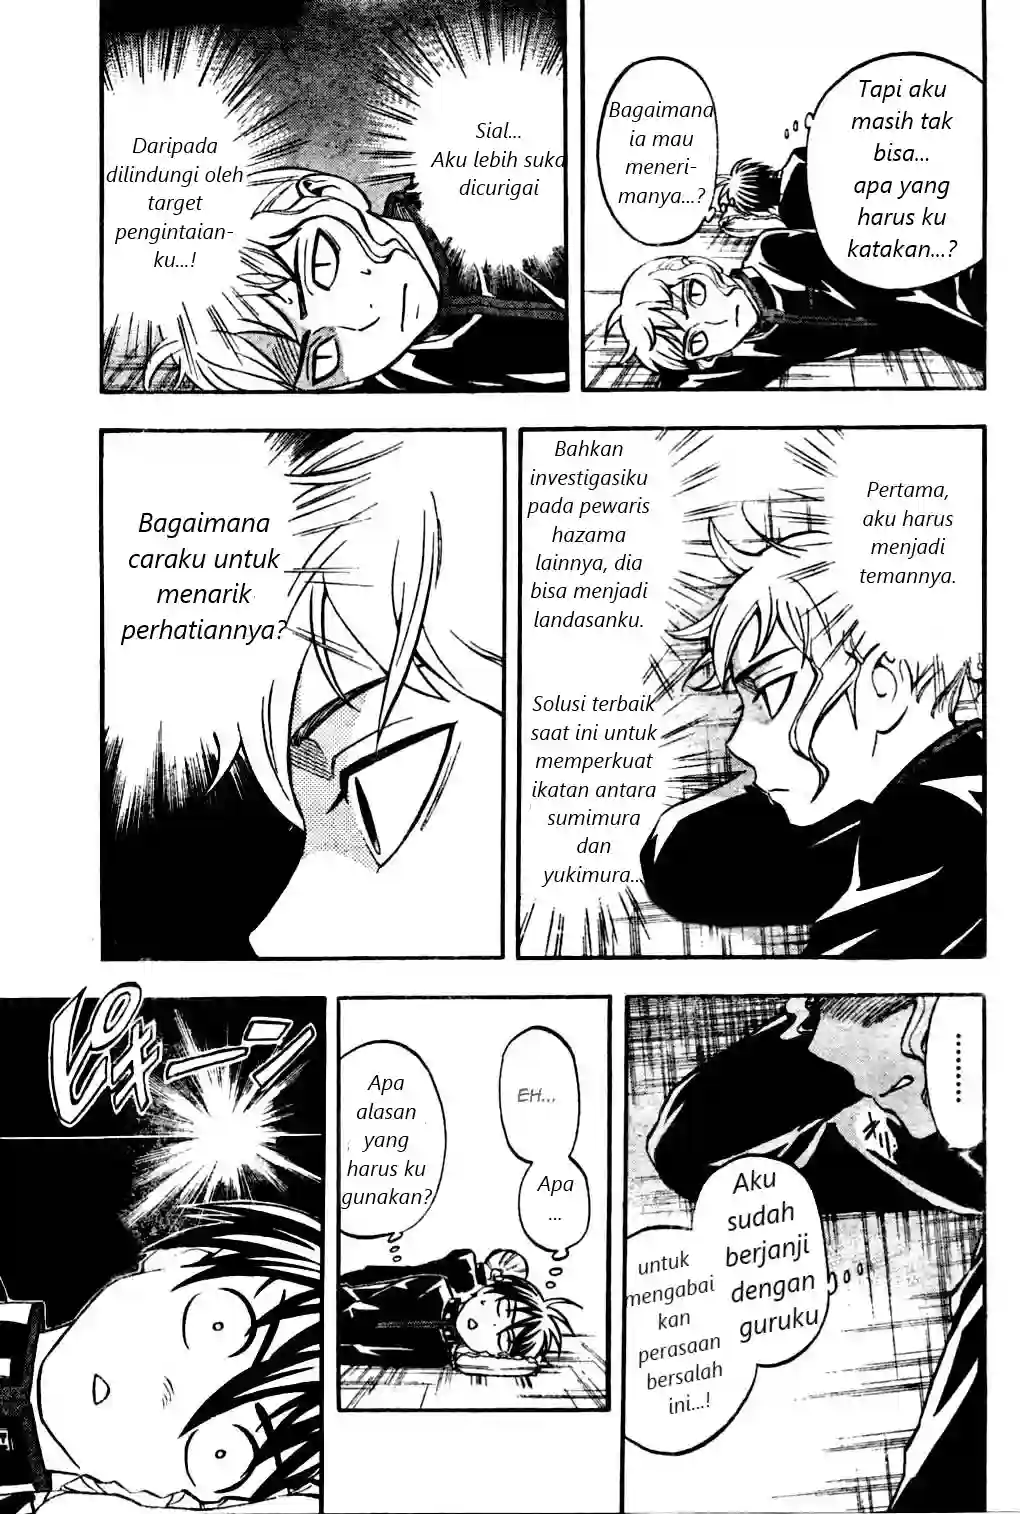 Tapi aku
masih tak
bisa...
apa yang
harus ku
katakan...?
Bagaimana
ia mau
meneri-
manya...?
Sial...
Aku lebih suka
dicurigai
Daripada
dilindungi oleh
target
pengintaian-
ku...!
Pertama,
aku harus
menjadi
temannya.
Bahkan
investigasiku
pada pewaris
hazama
lainnya, dia
bisa menjadi
landasanku.
Solusi terbaik
saat ini untuk
memperkuat
ikatan antara
sumimura
dan
yukimura...
Bagaimana
caraku untuk
menarik
perhatiannya?
.........
Aku
sudah
berjanji
dengan
guruku
untuk
mengabai
kan
perasaan
bersalah
ini...!
EH...
Apa
...
Apa
alasan
yang
harus ku
gunakan?
ピキーン